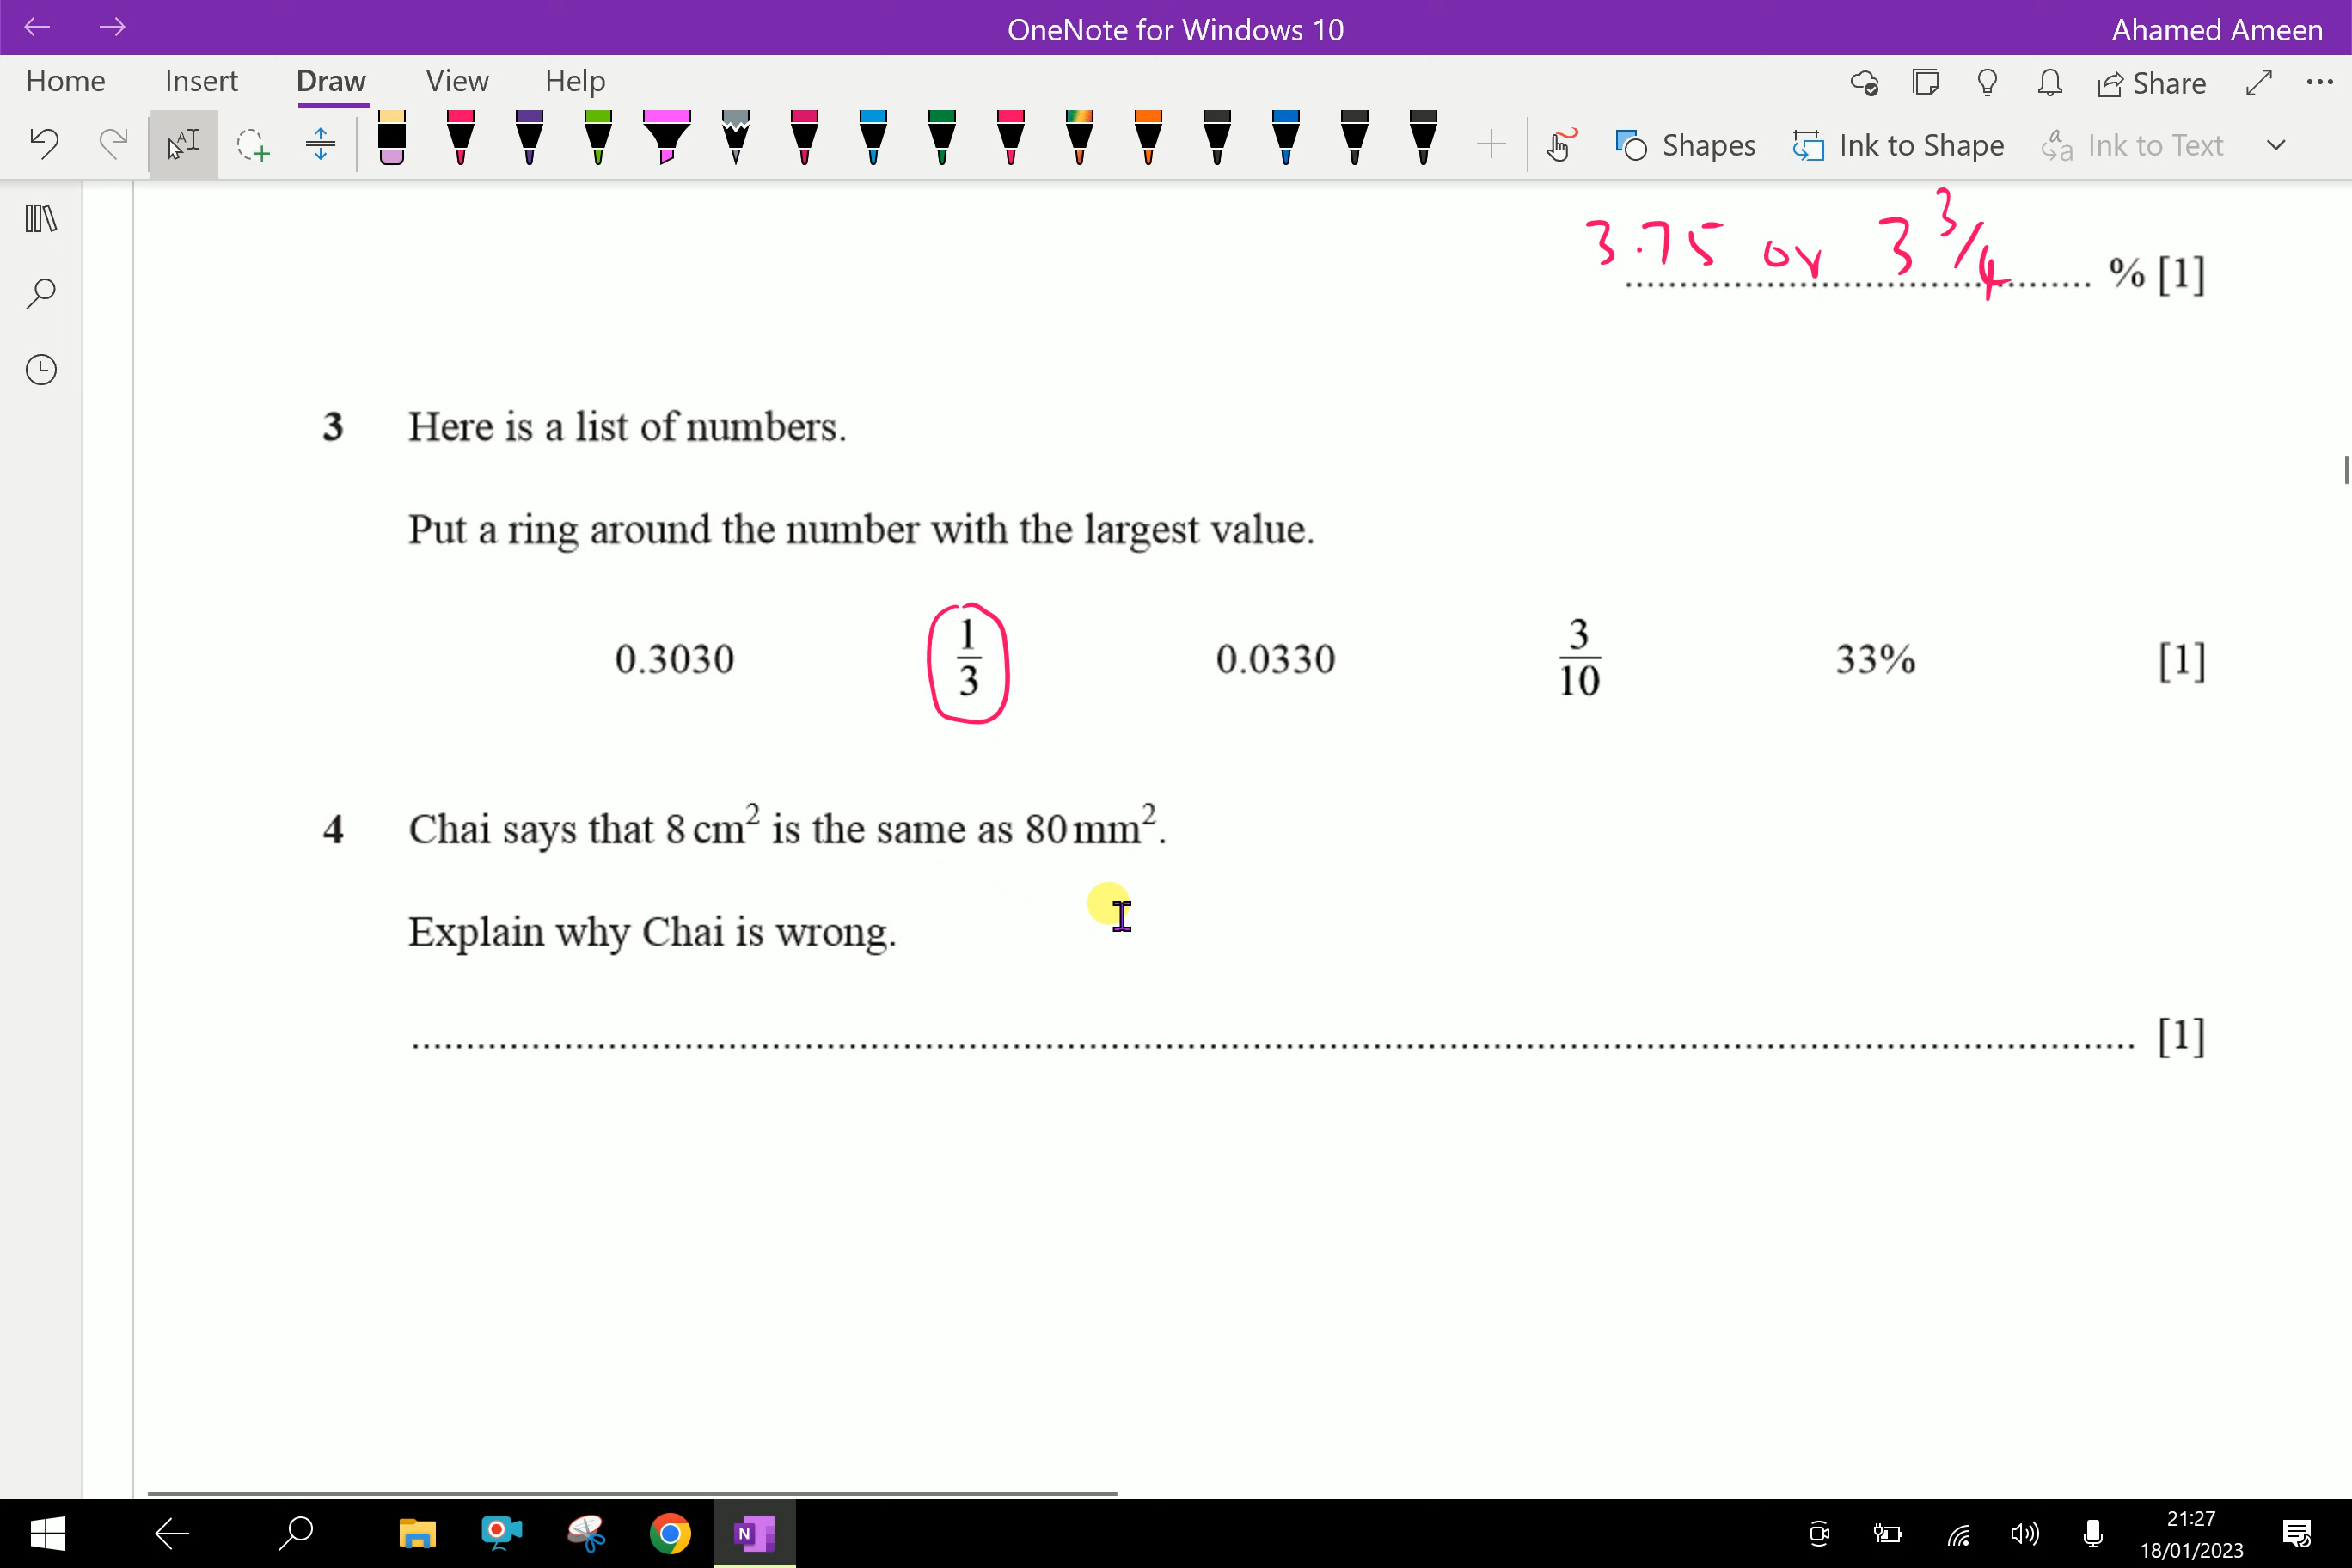 OneNote for Windows 10
Ahamed Ameen
Home Insert Draw View Help
Share
Shapes Ink to Shape Ink to Text
3.75 or 3 3/4
% [1]
3 Here is a list of numbers.
Put a ring around the number with the largest value.
0.3030 1/3 0.0330 3/10 33% [1]
4 Chai says that 8 cm² is the same as 80 mm².
Explain why Chai is wrong.
[1]
21:27
18/01/2023